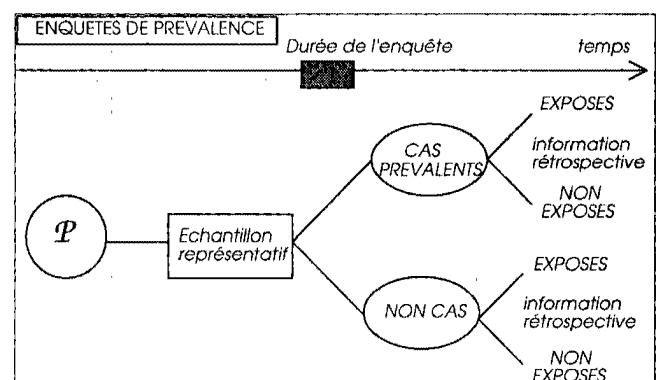 ENQUETES DE PREVALENCE
Durée de l'enquête
temps
EXPOSES
CAS
PREVALENTS
information
rétrospective
NON
EXPOSES
P
Echantillon
représentatif
EXPOSES
NON CAS
information
rétrospective
NON
EXPOSES